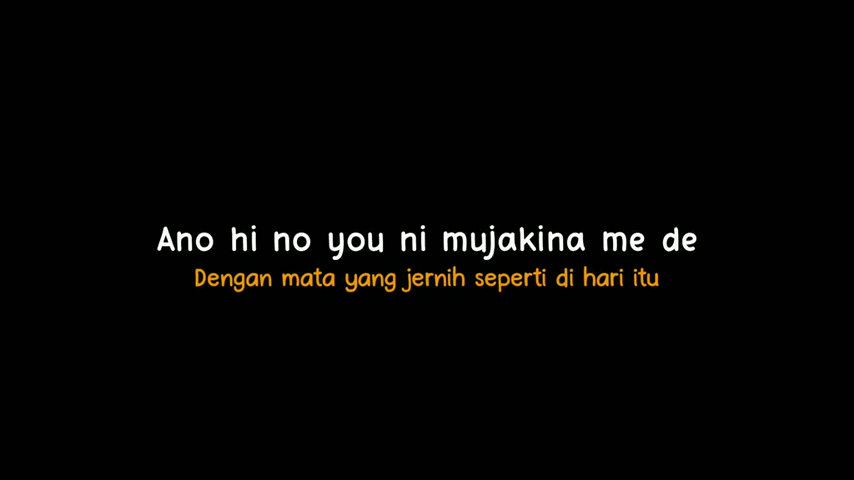 Ano hi no you ni mujakina me de
Dengan mata yang jernih seperti di hari itu